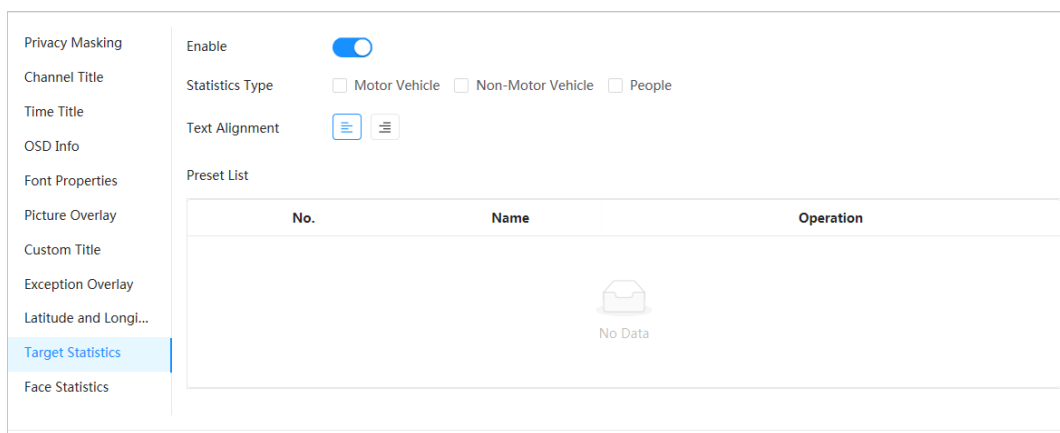 Privacy Masking
Channel Title
Time Title
OSD Info
Font Properties
Picture Overlay
Custom Title
Exception Overlay
Latitude and Longi...
Target Statistics
Face Statistics
Enable
Statistics Type Motor Vehicle Non-Motor Vehicle People
Text Alignment
Preset List
No. Name Operation
No Data